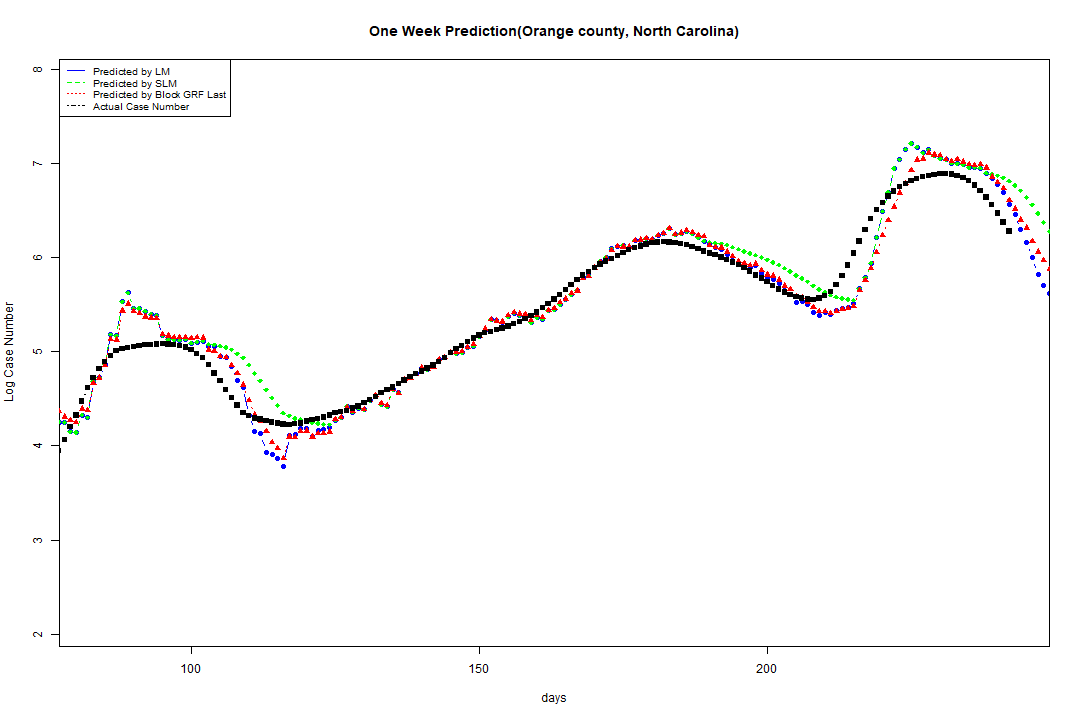 One Week Prediction(Orange county, North Carolina)
Predicted by LM
Predicted by SLM
Predicted by Block GRF Last
Actual Case Number
8
7
6
5
4
3
2
Log Case Number
100 150 200
days